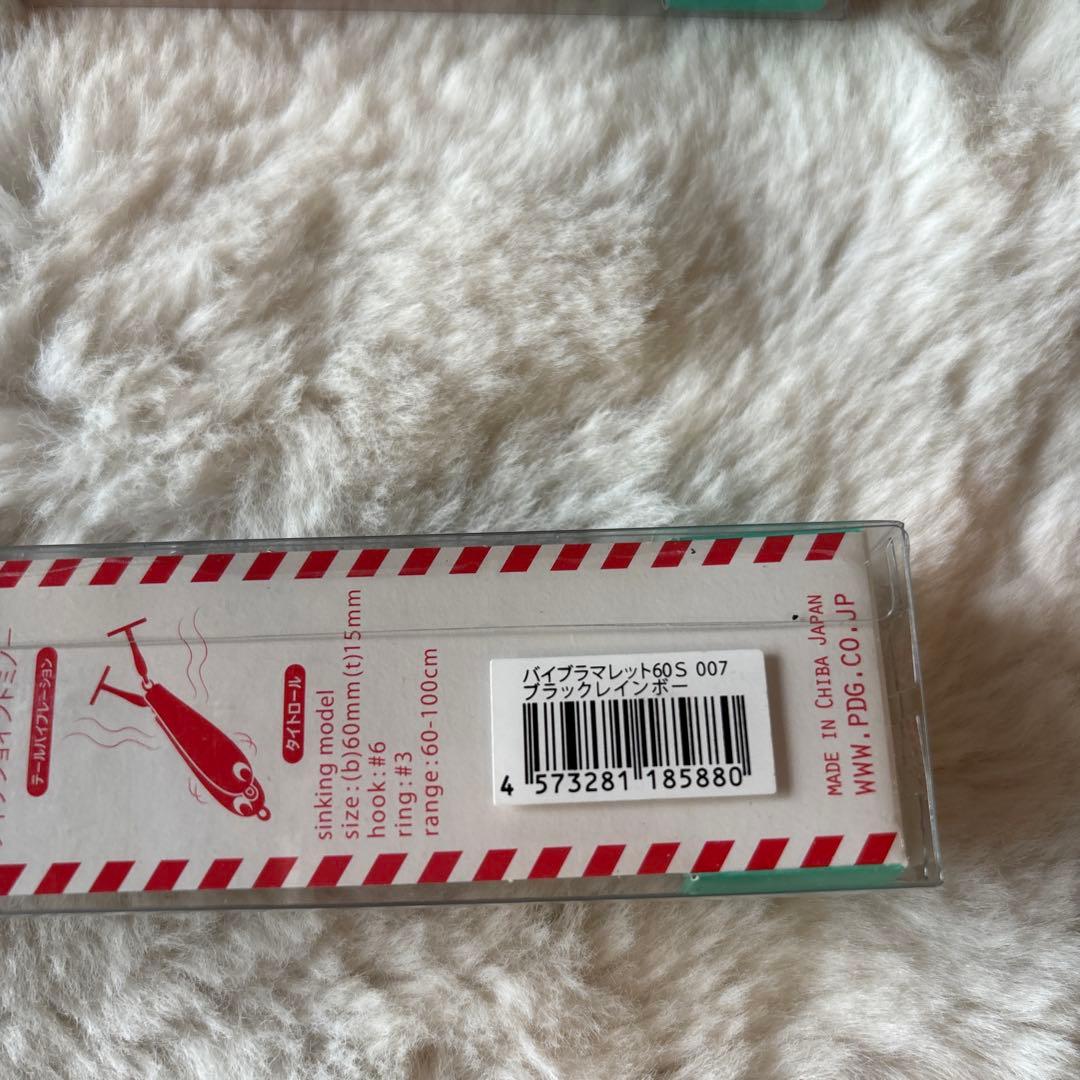 テールバイブレーション
タイトロール
sinking model
size:(b)60mm(t)15mm
hook:#6
ring:#3
range:60-100cm
バイブラマレット60S 007
ブラックレインボー
4 573281 185880
MADE IN CHIBA JAPAN
WWW.PDG.CO.JP